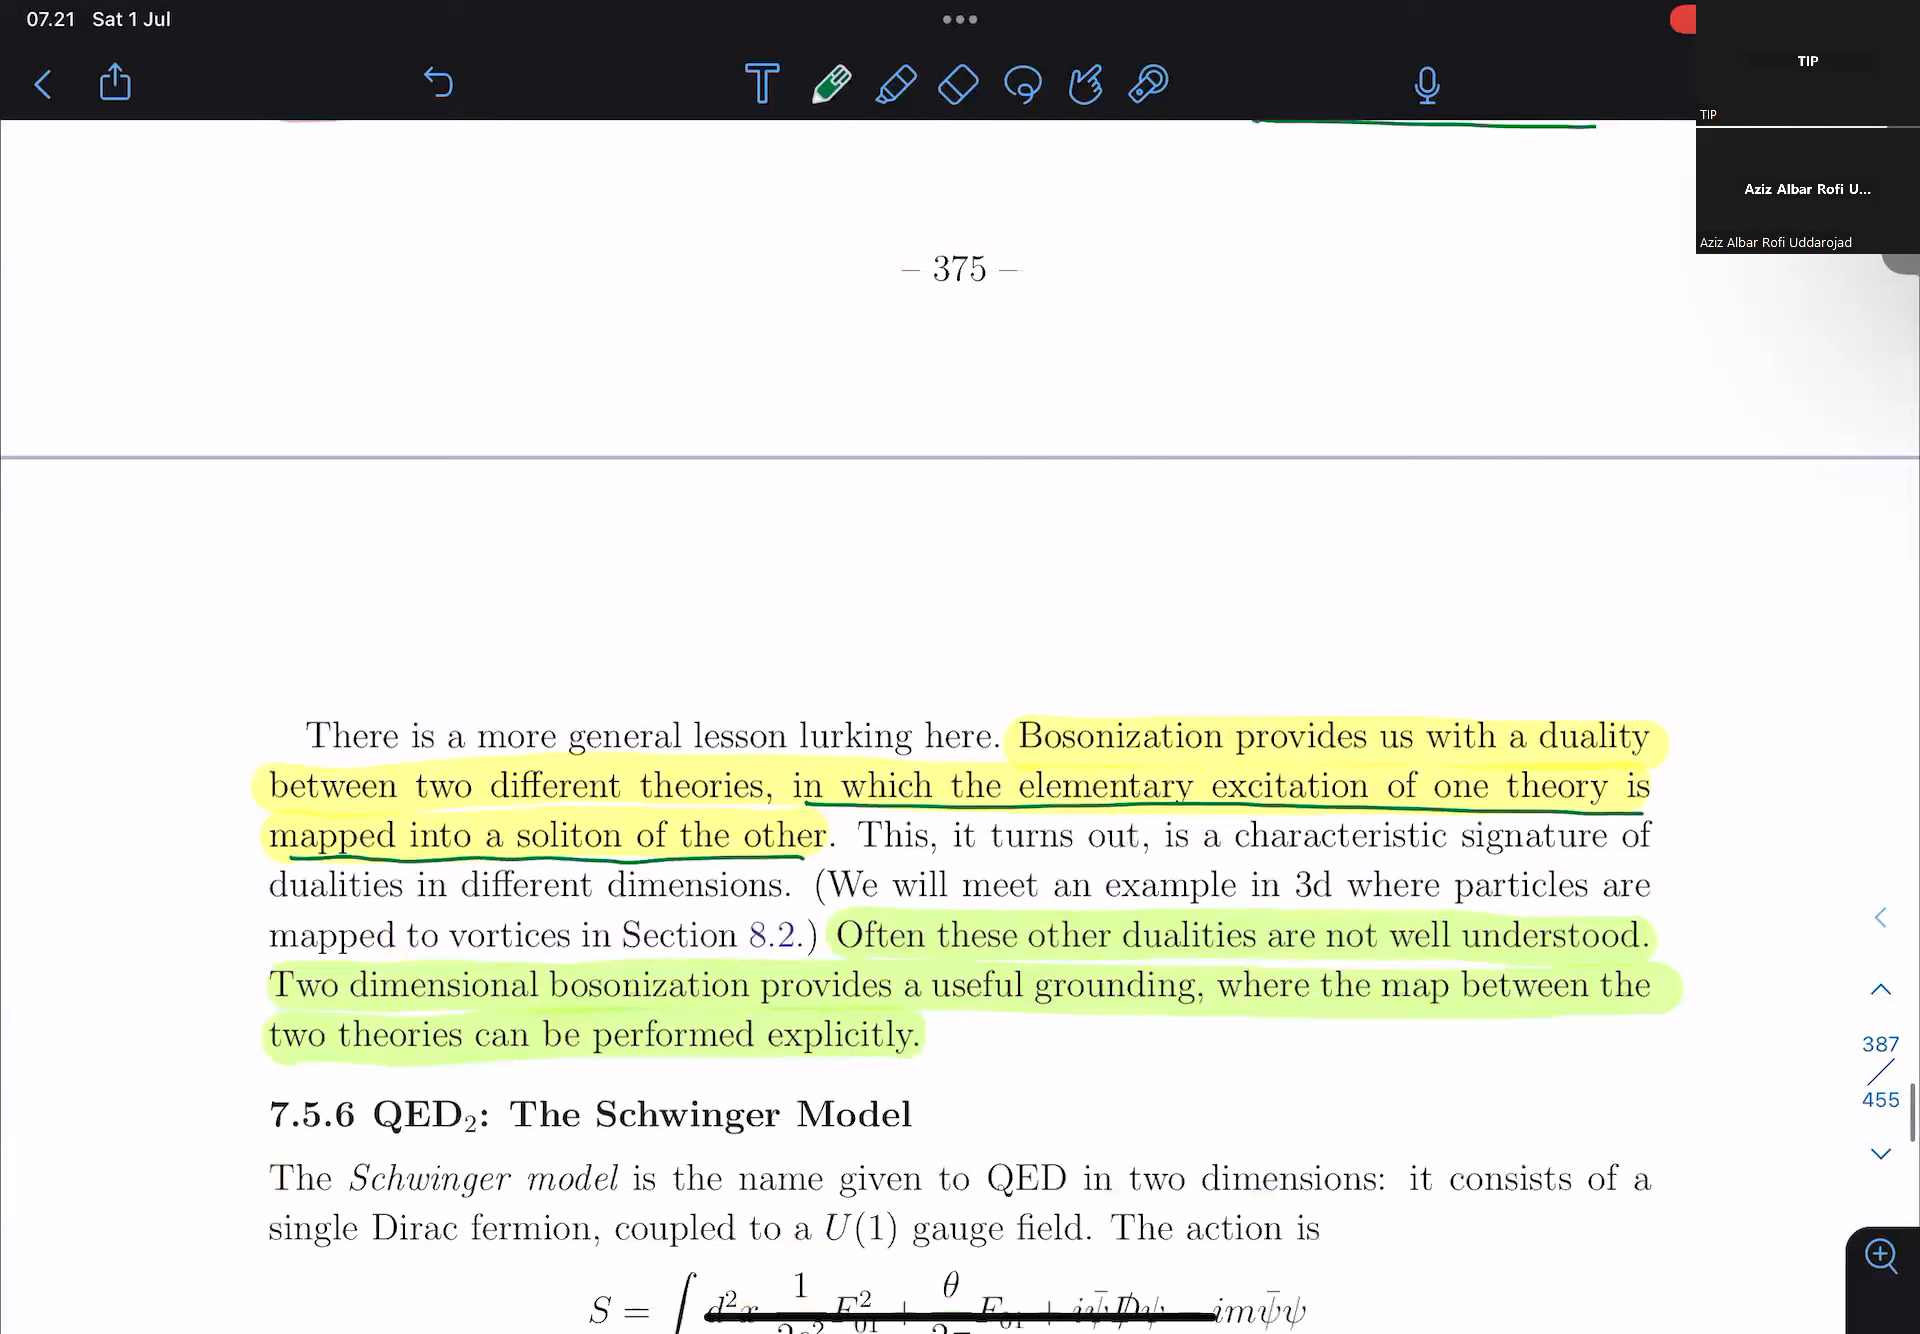 07.21 Sat 1 Jul
TIP
TIP
Aziz Albar Rofi U...
Aziz Albar Rofi Uddarojad
– 375 –
There is a more general lesson lurking here. Bosonization provides us with a duality
between two different theories, in which the elementary excitation of one theory is
mapped into a soliton of the other. This, it turns out, is a characteristic signature of
dualities in different dimensions. (We will meet an example in 3d where particles are
mapped to vortices in Section 8.2.) Often these other dualities are not well understood.
Two dimensional bosonization provides a useful grounding, where the map between the
two theories can be performed explicitly.
387
/
455
7.5.6 QED₂: The Schwinger Model
The Schwinger model is the name given to QED in two dimensions: it consists of a
single Dirac fermion, coupled to a U(1) gauge field. The action is
S = ∫ d²x 1 F²₀₁ + θ F₀₁ + iψ̄D̸ψ imψ̄ψ